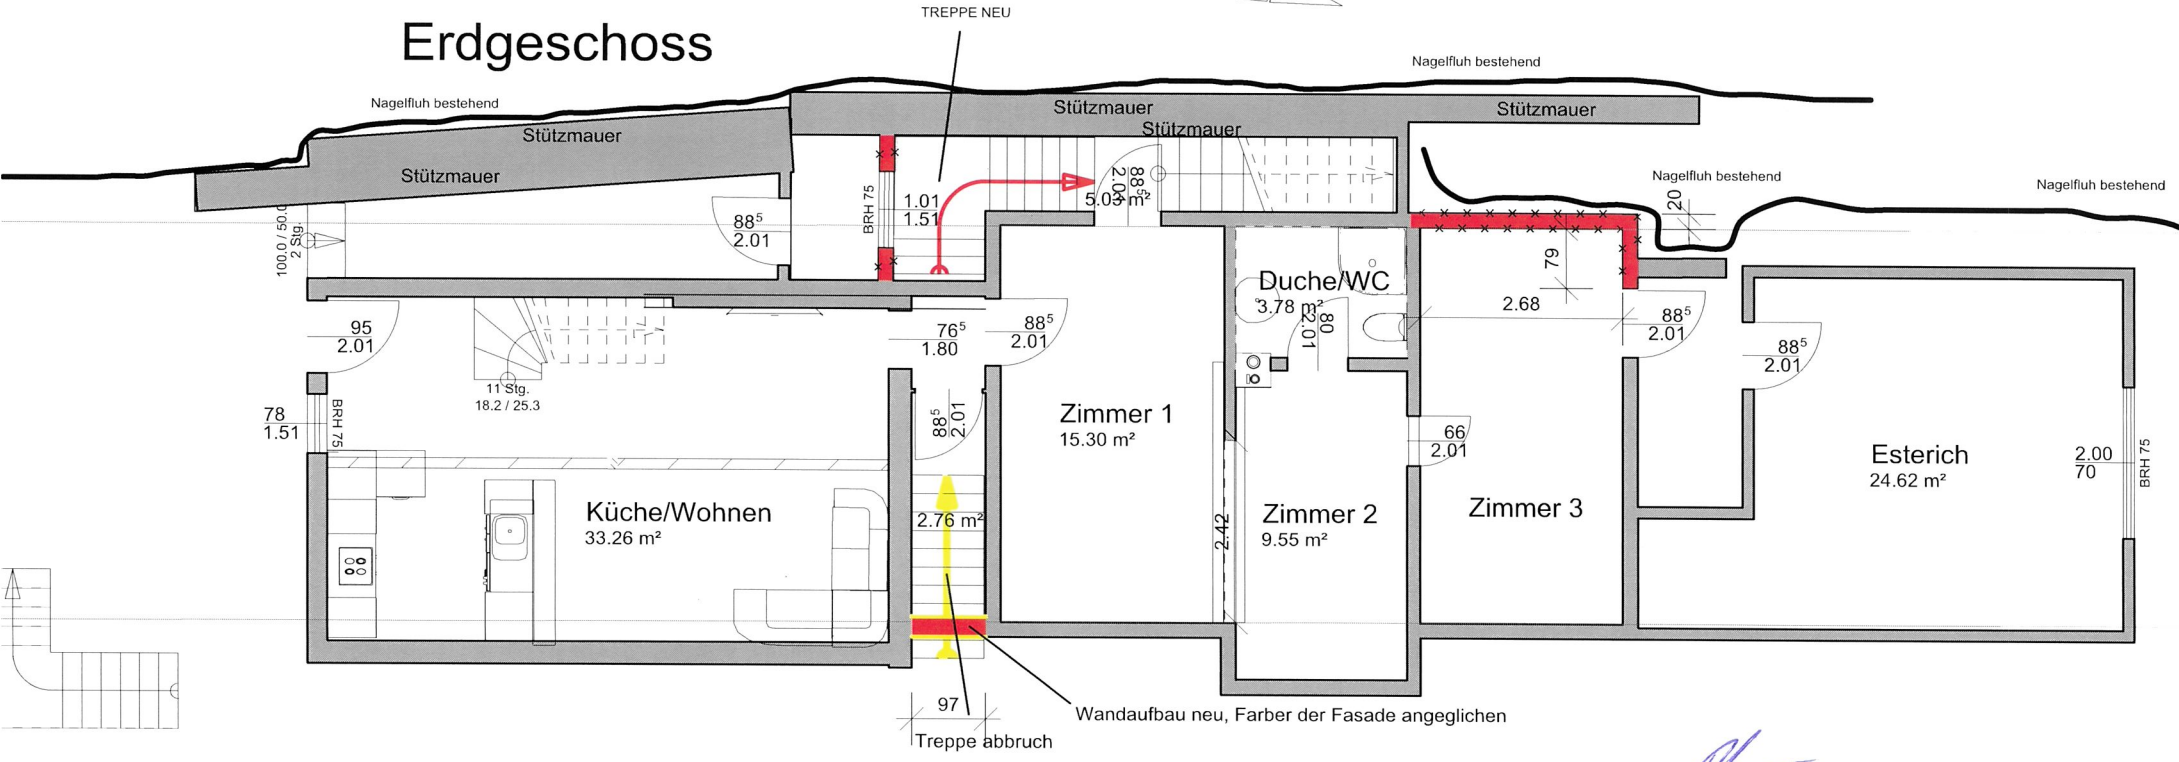 TREPPE NEU
Erdgeschoss
Nagelfluh bestehend
Nagelfluh bestehend
Stützmauer
Stützmauer
Stützmauer
Stützmauer
Stützmauer
Nagelfluh bestehend
Nagelfluh bestehend
20
100.0 / 50.0
2 Stg.
88⁵
2.01
BRH 75
1.01
1.51
88⁵
5.03 m²
67
Duche/WC
3.78 m²
80
2.01
2.68
95
2.01
76⁵
1.80
88⁵
2.01
88⁵
2.01
88⁵
2.01
11 Stg.
18.2 / 25.3
78
1.51
BRH 75
88⁵
2.01
Zimmer 1
15.30 m²
66
2.01
Esterich
24.62 m²
2.00
70
BRH 75
Küche/Wohnen
33.26 m²
2.76 m²
2.42
Zimmer 2
9.55 m²
Zimmer 3
97
Wandaufbau neu, Farber der Fasade angeglichen
Treppe abbruch